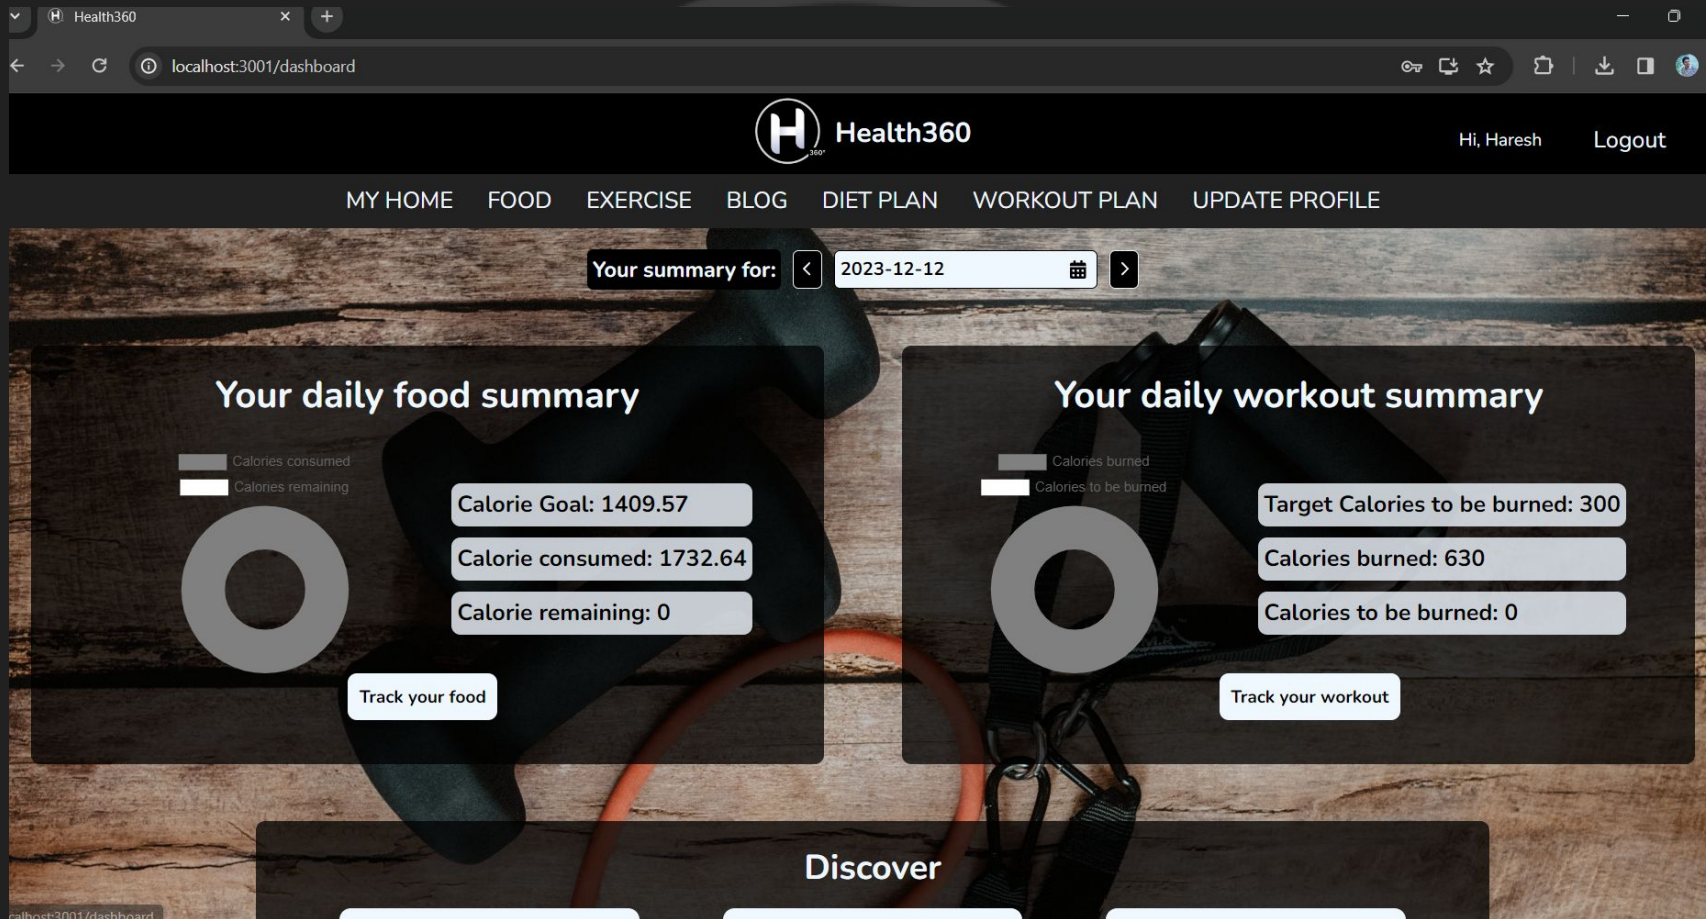 Health360
localhost:3001/dashboard
H
360°
Health360
Hi, Haresh
Logout
MY HOME FOOD EXERCISE BLOG DIET PLAN WORKOUT PLAN UPDATE PROFILE
Your summary for:
2023-12-12
Your daily food summary
Calories consumed
Calories remaining
Calorie Goal: 1409.57
Calorie consumed: 1732.64
Calorie remaining: 0
Track your food
Your daily workout summary
Calories burned
Calories to be burned
Target Calories to be burned: 300
Calories burned: 630
Calories to be burned: 0
Track your workout
Discover
calhost:3001/dashboard